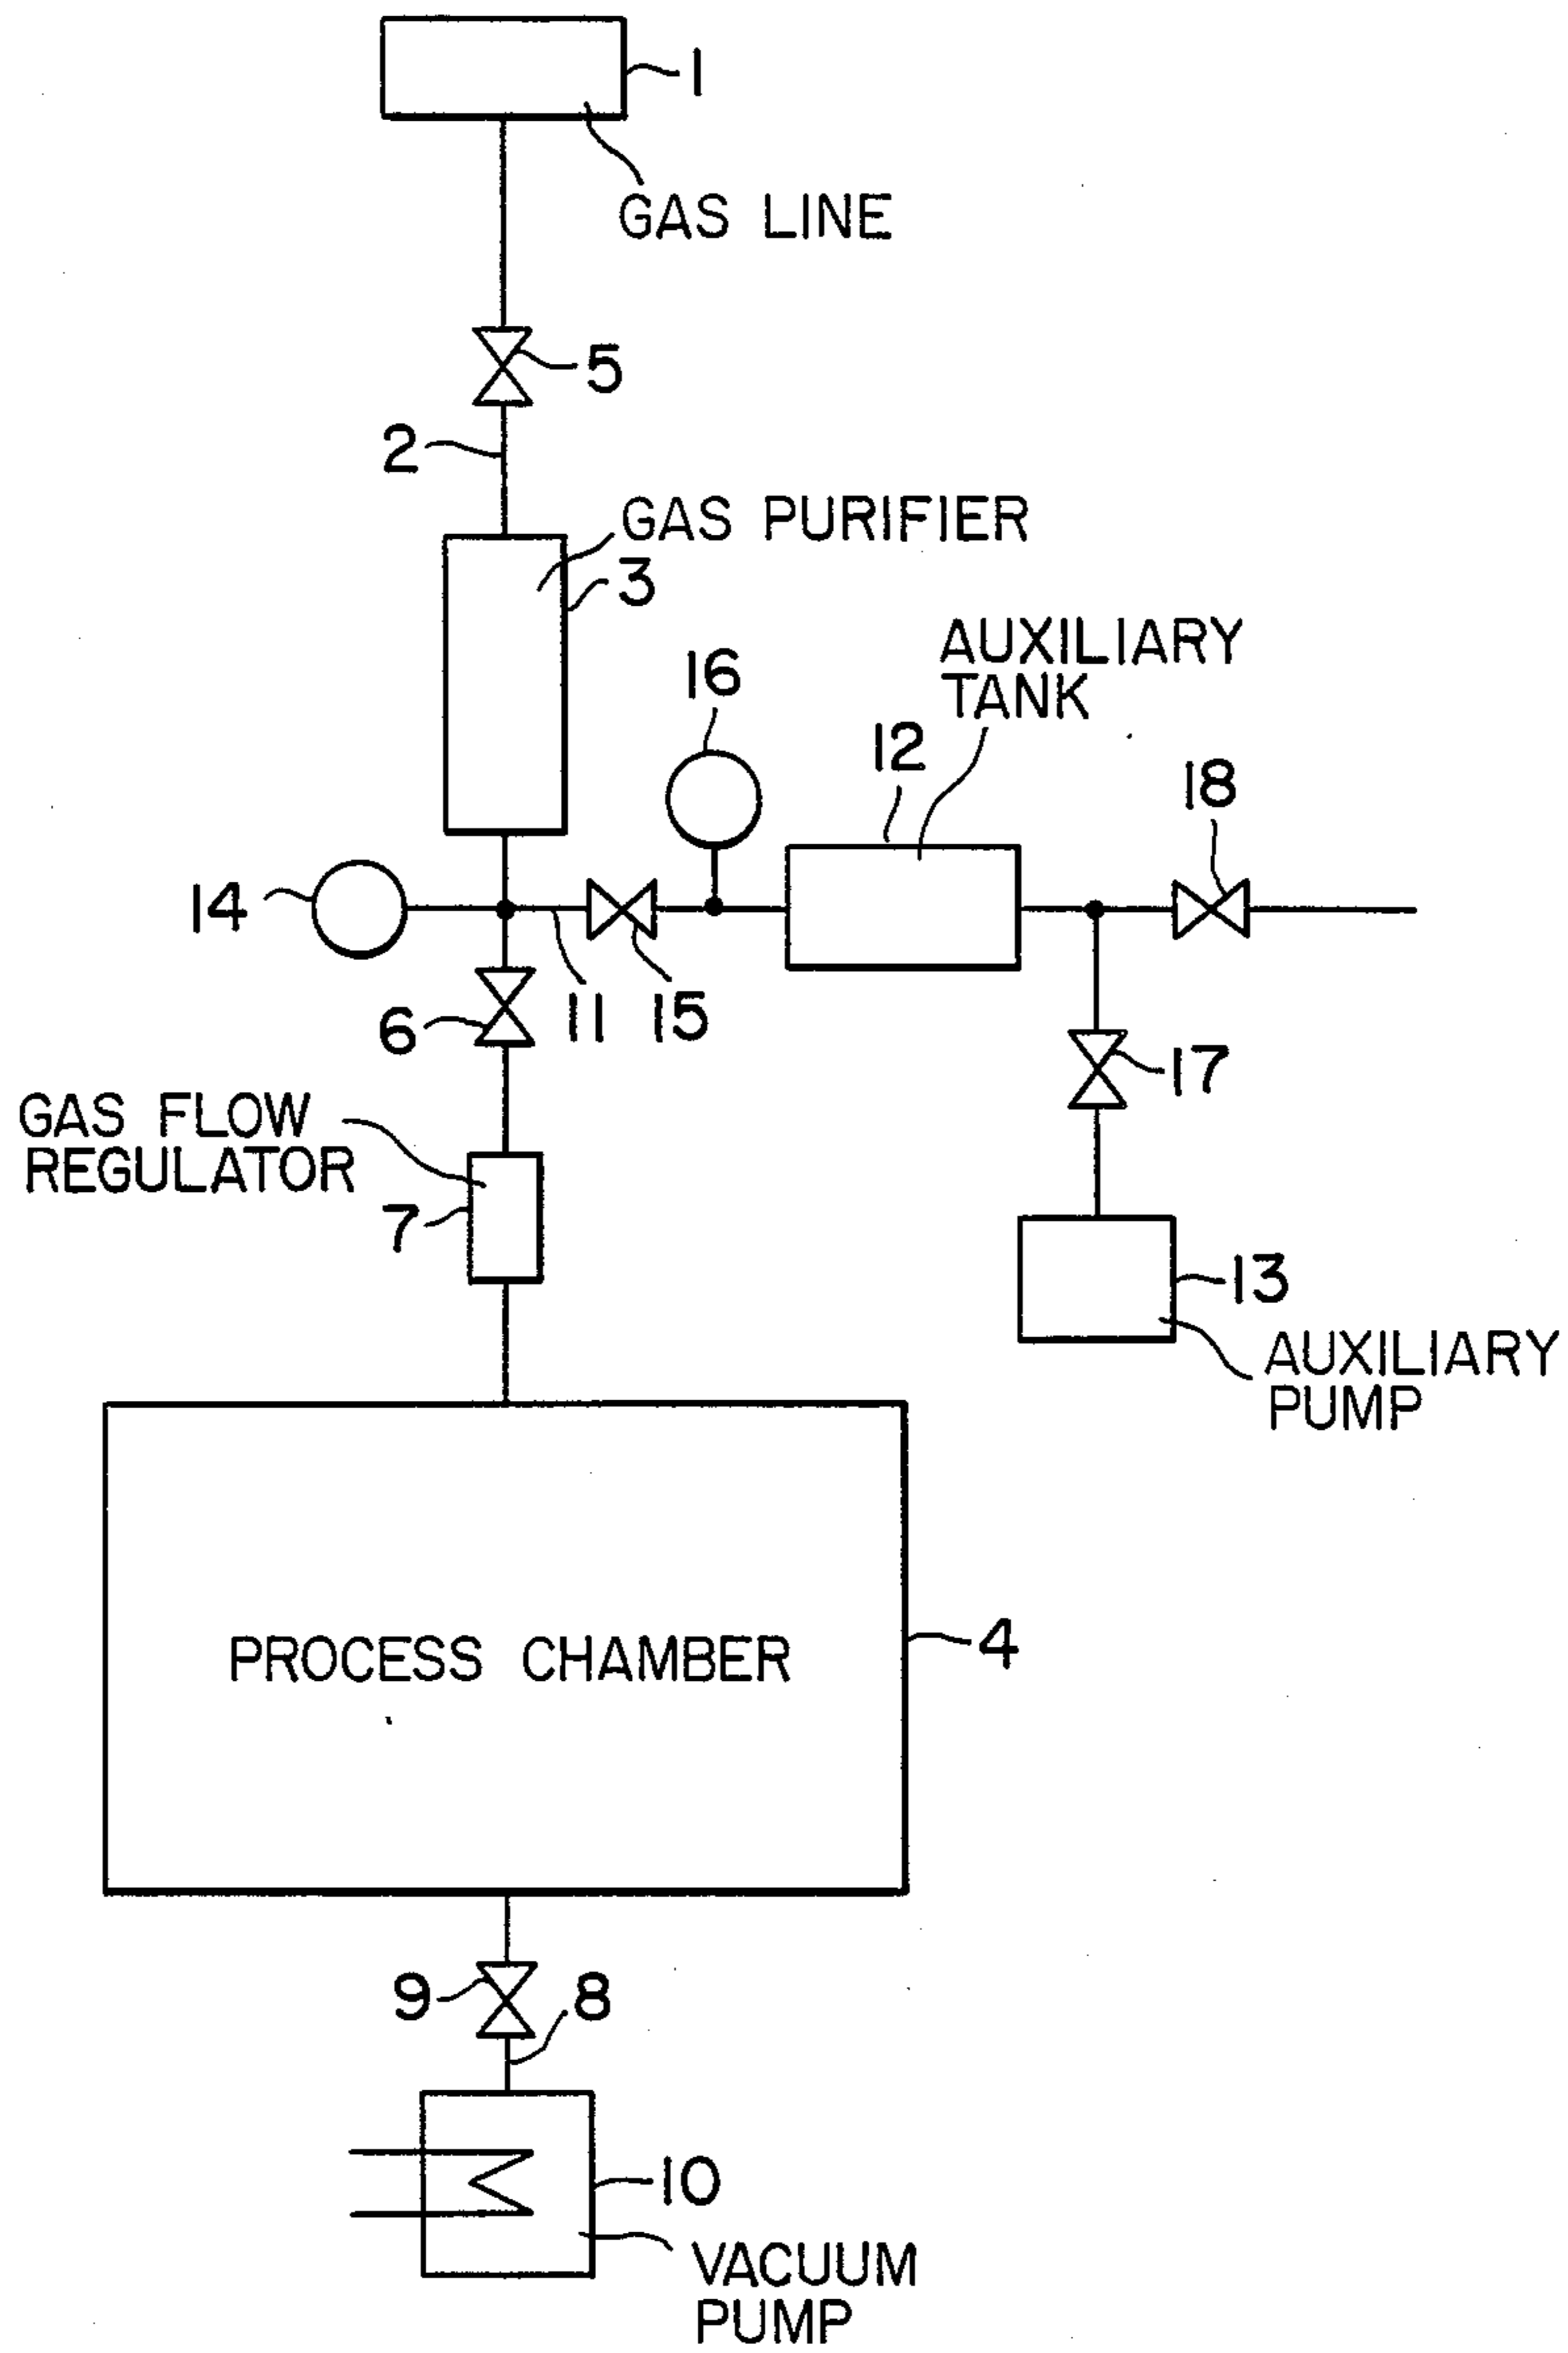 1
GAS LINE
5
2
GAS PURIFIER
3
16
AUXILIARY
TANK
12
18
14
6
11
15
17
GAS FLOW
REGULATOR
7
13
AUXILIARY
PUMP
PROCESS CHAMBER
4
9
8
10
VACUUM
PUMP